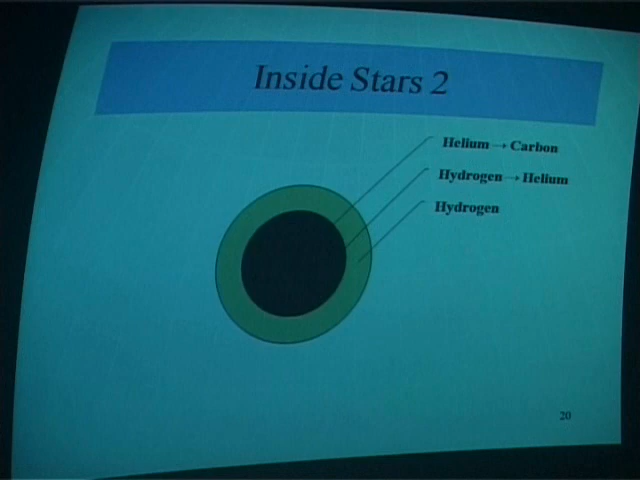 Inside Stars 2
Helium → Carbon
Hydrogen → Helium
Hydrogen
20